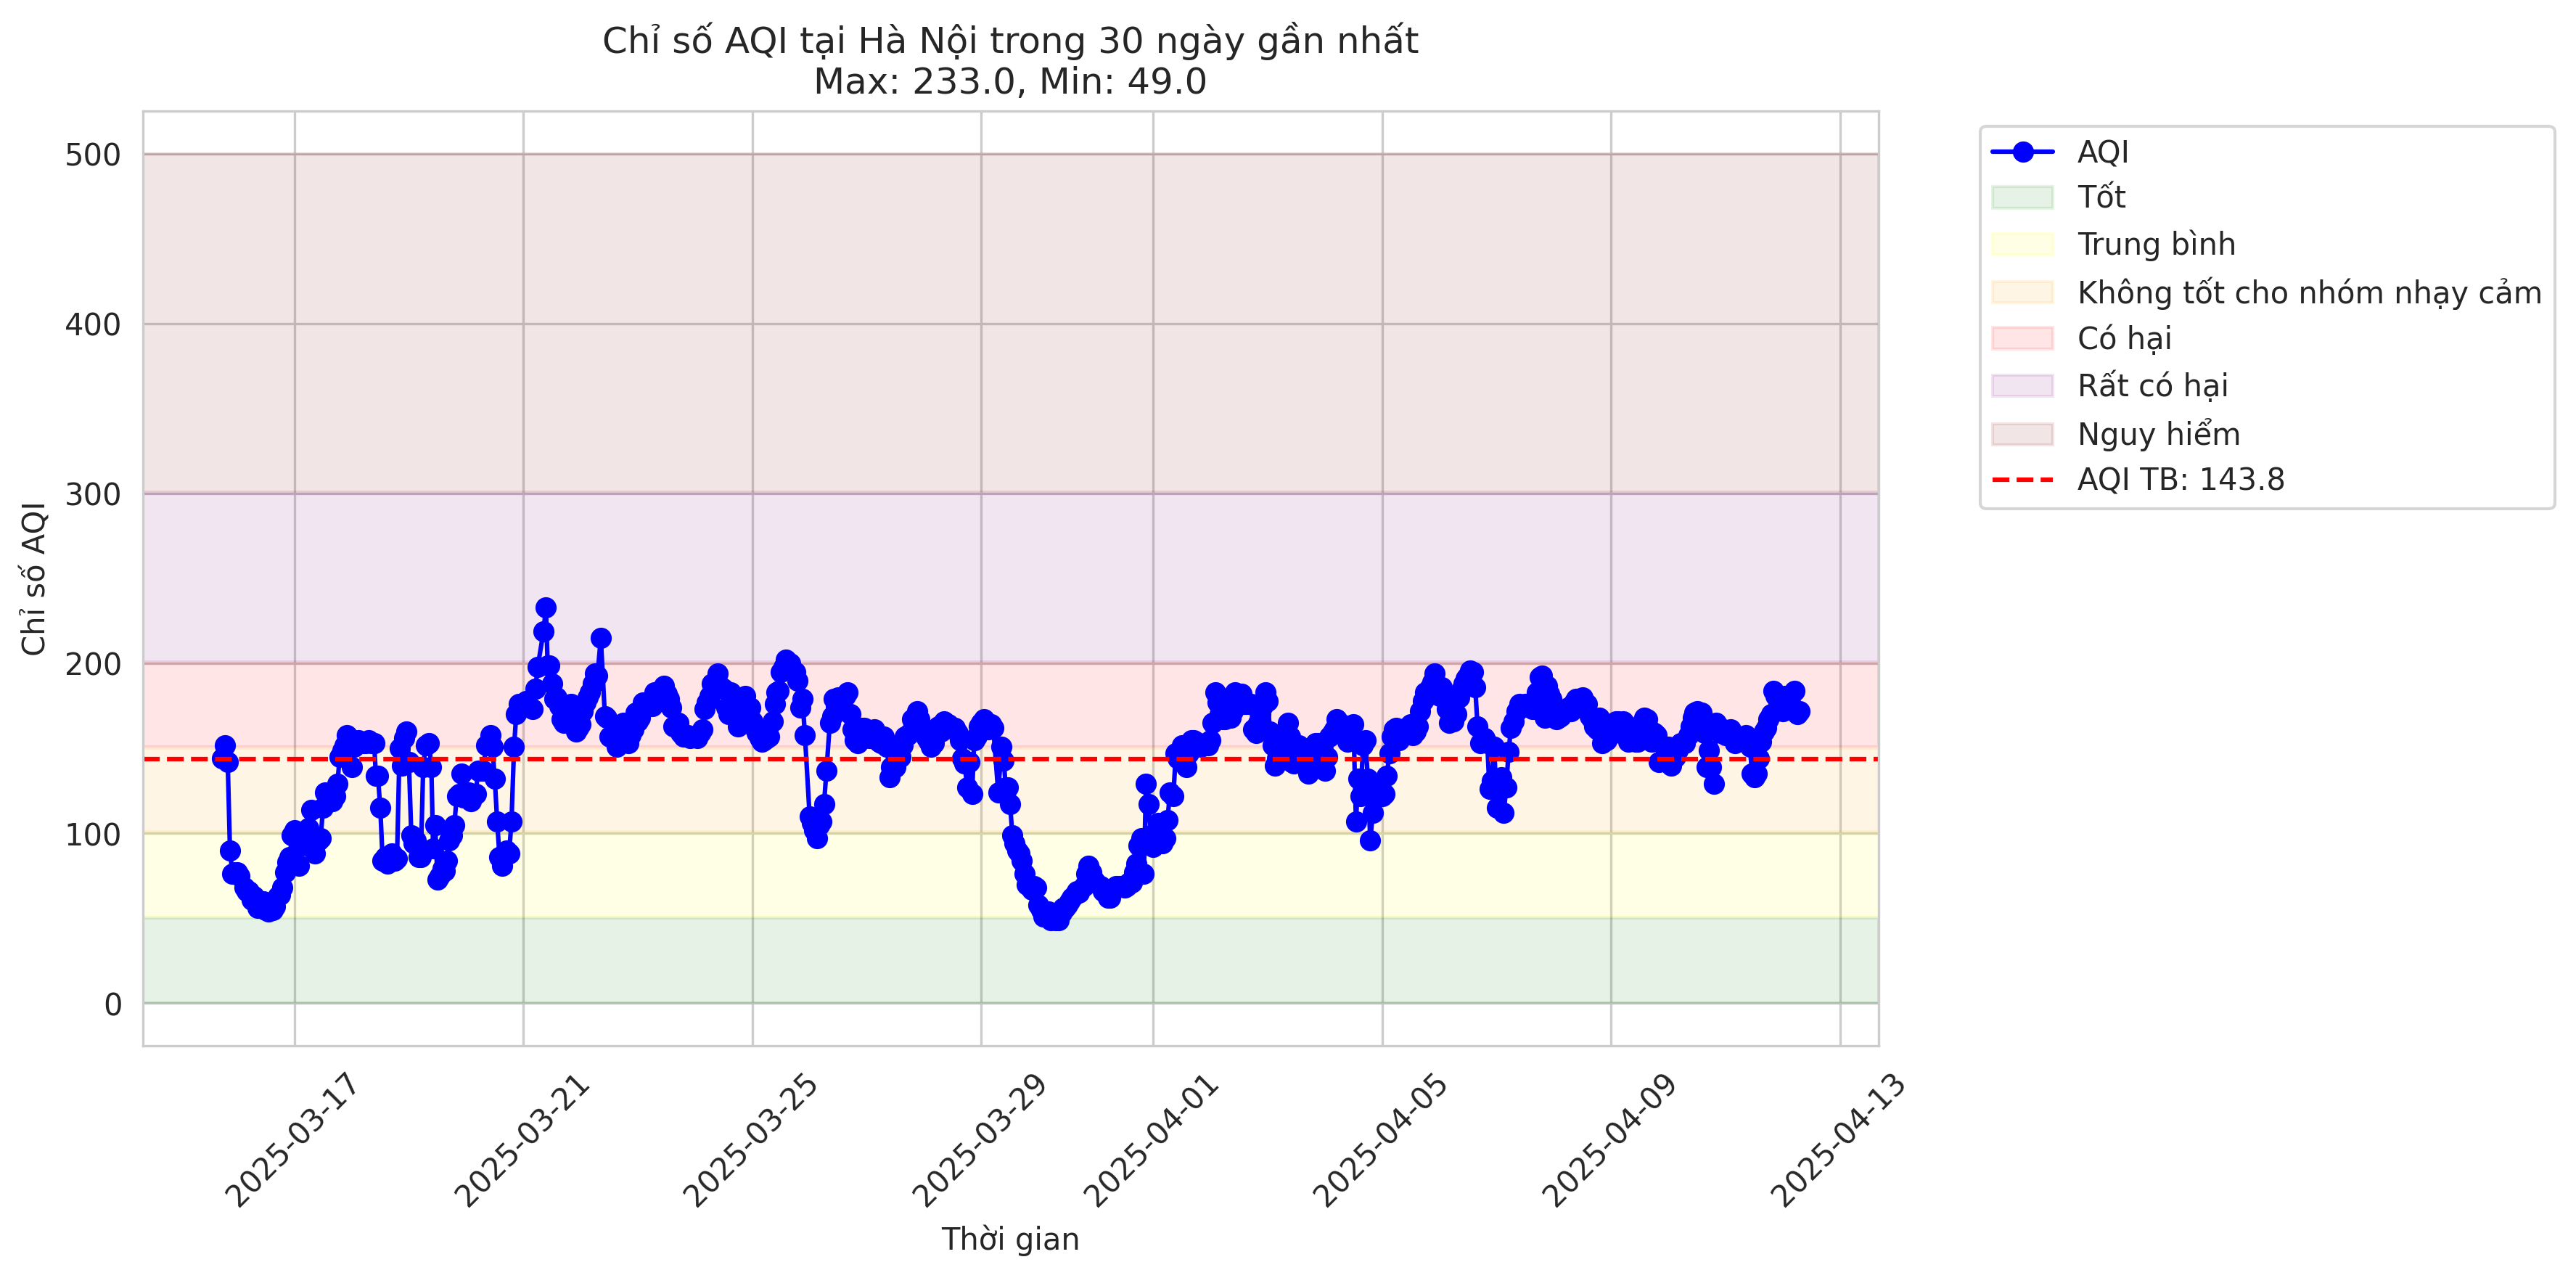 Chỉ số AQI tại Hà Nội trong 30 ngày gần nhất
Max: 233.0, Min: 49.0
Chỉ số AQI
500
400
300
200
100
0
2025-03-17
2025-03-21
2025-03-25
2025-03-29
2025-04-01
2025-04-05
2025-04-09
2025-04-13
Thời gian
AQI
Tốt
Trung bình
Không tốt cho nhóm nhạy cảm
Có hại
Rất có hại
Nguy hiểm
AQI TB: 143.8